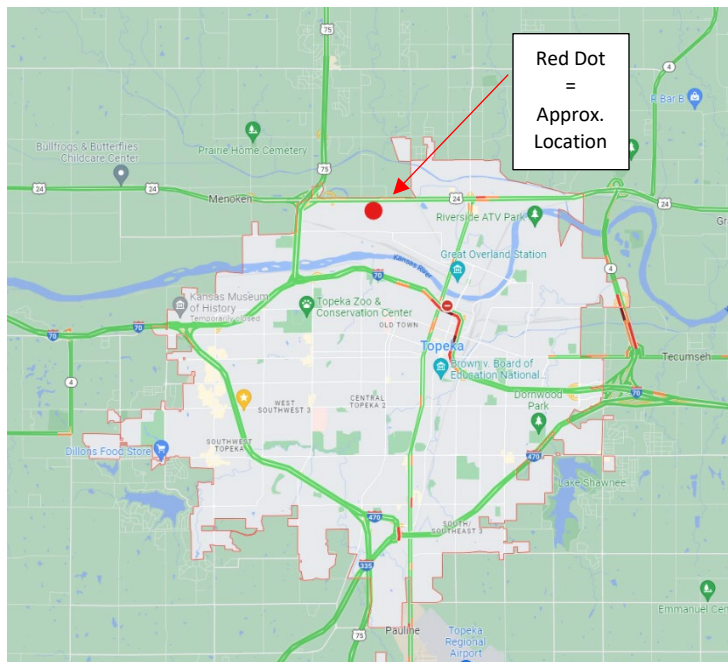 75
Red Dot
=
Approx.
Location
4
R Bar B
Bullfrogs & Butterflies
Childcare Center
Prairie Home Cemetery
75
24
Menoken
24
24
24
Riverside ATV Park
Great Overland Station
Kansas River
70
4
Kansas Museum
of History
Temporarily closed
Topeka Zoo &
Conservation Center
OLD TOWN
70
Topeka
Tecumseh
Brown v. Board of
Education National...
4
70
Dornwood
Park
WEST
SOUTHWEST 3
CENTRAL
TOPEKA 2
SOUTHWEST
TOPEKA
Dillons Food Store
470
Lake Shawnee
470
SOUTH/
SOUTHEAST 3
335
Emmanuel Cen
75
Pauline
Topeka
Regional
Airport